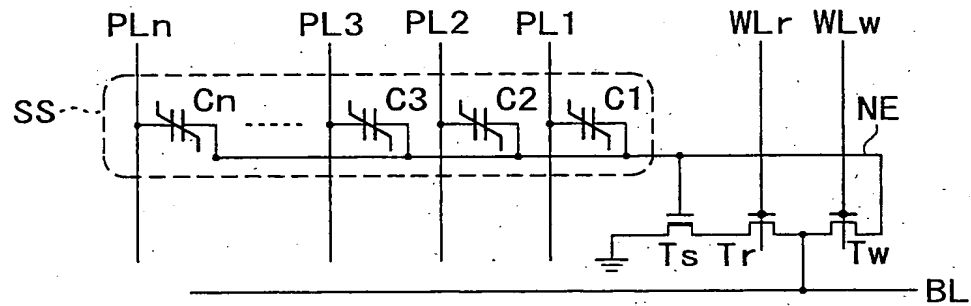 PLn PL3 PL2 PL1 WLr WLw
SS Cn C3 C2 C1 NE
Ts Tr Tw
BL